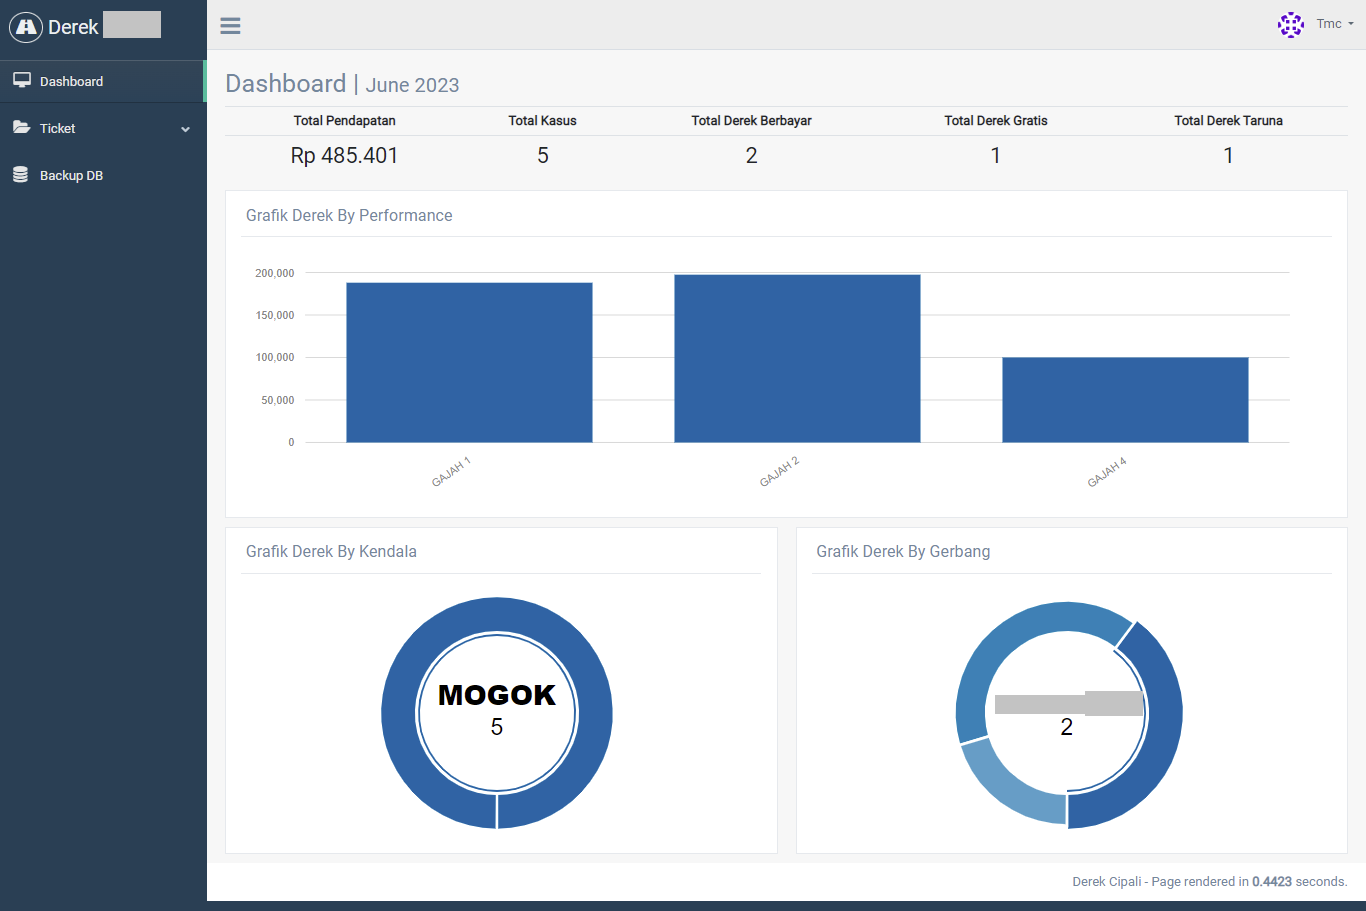 Derek
Tmc
Dashboard
Ticket
Backup DB
Dashboard | June 2023
Total Pendapatan Total Kasus Total Derek Berbayar Total Derek Gratis Total Derek Taruna
Rp 485.401 5 2 1 1
Grafik Derek By Performance
200,000
150,000
100,000
50,000
0
GAJAH 1 GAJAH 2 GAJAH 4
Grafik Derek By Kendala
MOGOK
5
Grafik Derek By Gerbang
2
Derek Cipali - Page rendered in 0.4423 seconds.